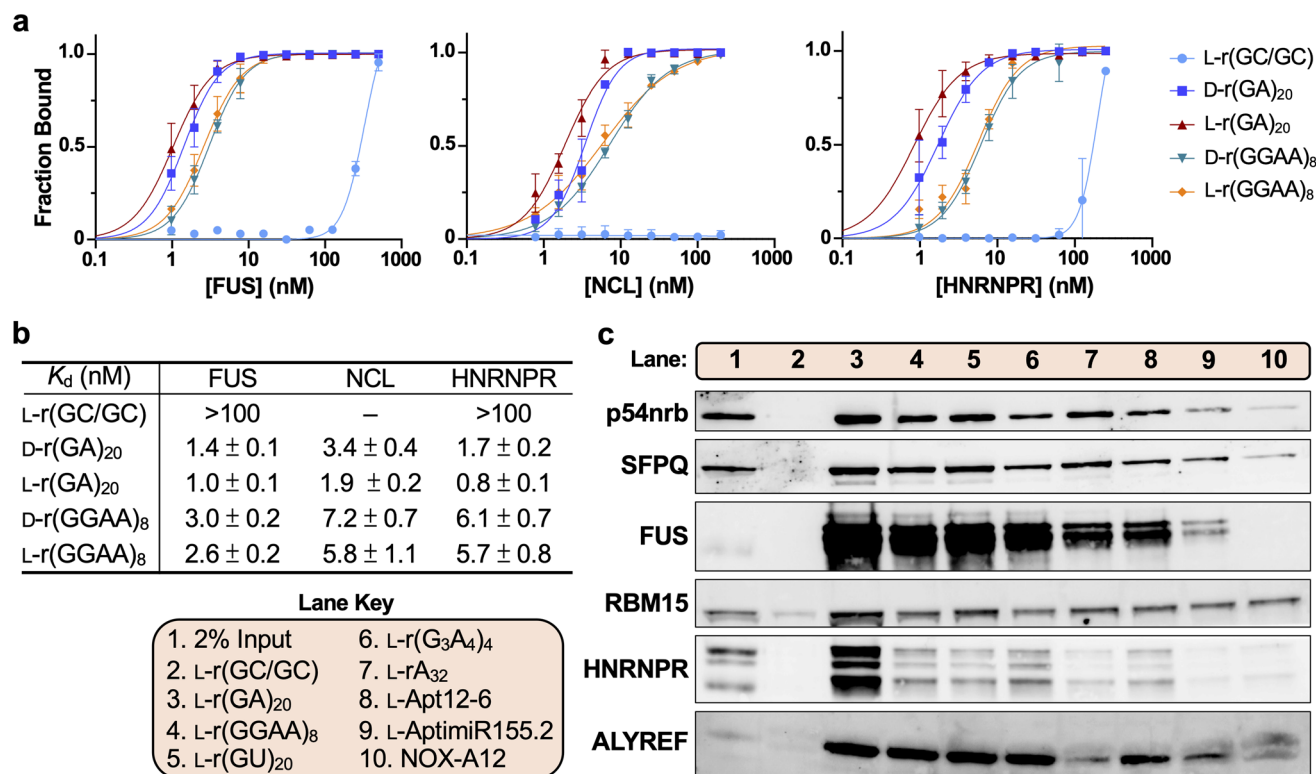 a
1.0
0.5
0
Fraction Bound
0.1 1 10 100 1000
[FUS] (nM)
1.0
0.5
0
0.1 1 10 100 1000
[NCL] (nM)
1.0
0.5
0
0.1 1 10 100 1000
[HNRNPR] (nM)
L-r(GC/GC)
D-r(GA)20
L-r(GA)20
D-r(GGAA)8
L-r(GGAA)8
b
Kd (nM) FUS NCL HNRNPR
L-r(GC/GC) >100 – >100
D-r(GA)20 1.4 ± 0.1 3.4 ± 0.4 1.7 ± 0.2
L-r(GA)20 1.0 ± 0.1 1.9 ± 0.2 0.8 ± 0.1
D-r(GGAA)8 3.0 ± 0.2 7.2 ± 0.7 6.1 ± 0.7
L-r(GGAA)8 2.6 ± 0.2 5.8 ± 1.1 5.7 ± 0.8
Lane Key
1. 2% Input
2. L-r(GC/GC)
3. L-r(GA)20
4. L-r(GGAA)8
5. L-r(GU)20
6. L-r(G3A4)4
7. L-rA32
8. L-Apt12-6
9. L-AptimiR155.2
10. NOX-A12
c
Lane: 1 2 3 4 5 6 7 8 9 10
p54nrb
SFPQ
FUS
RBM15
HNRNPR
ALYREF